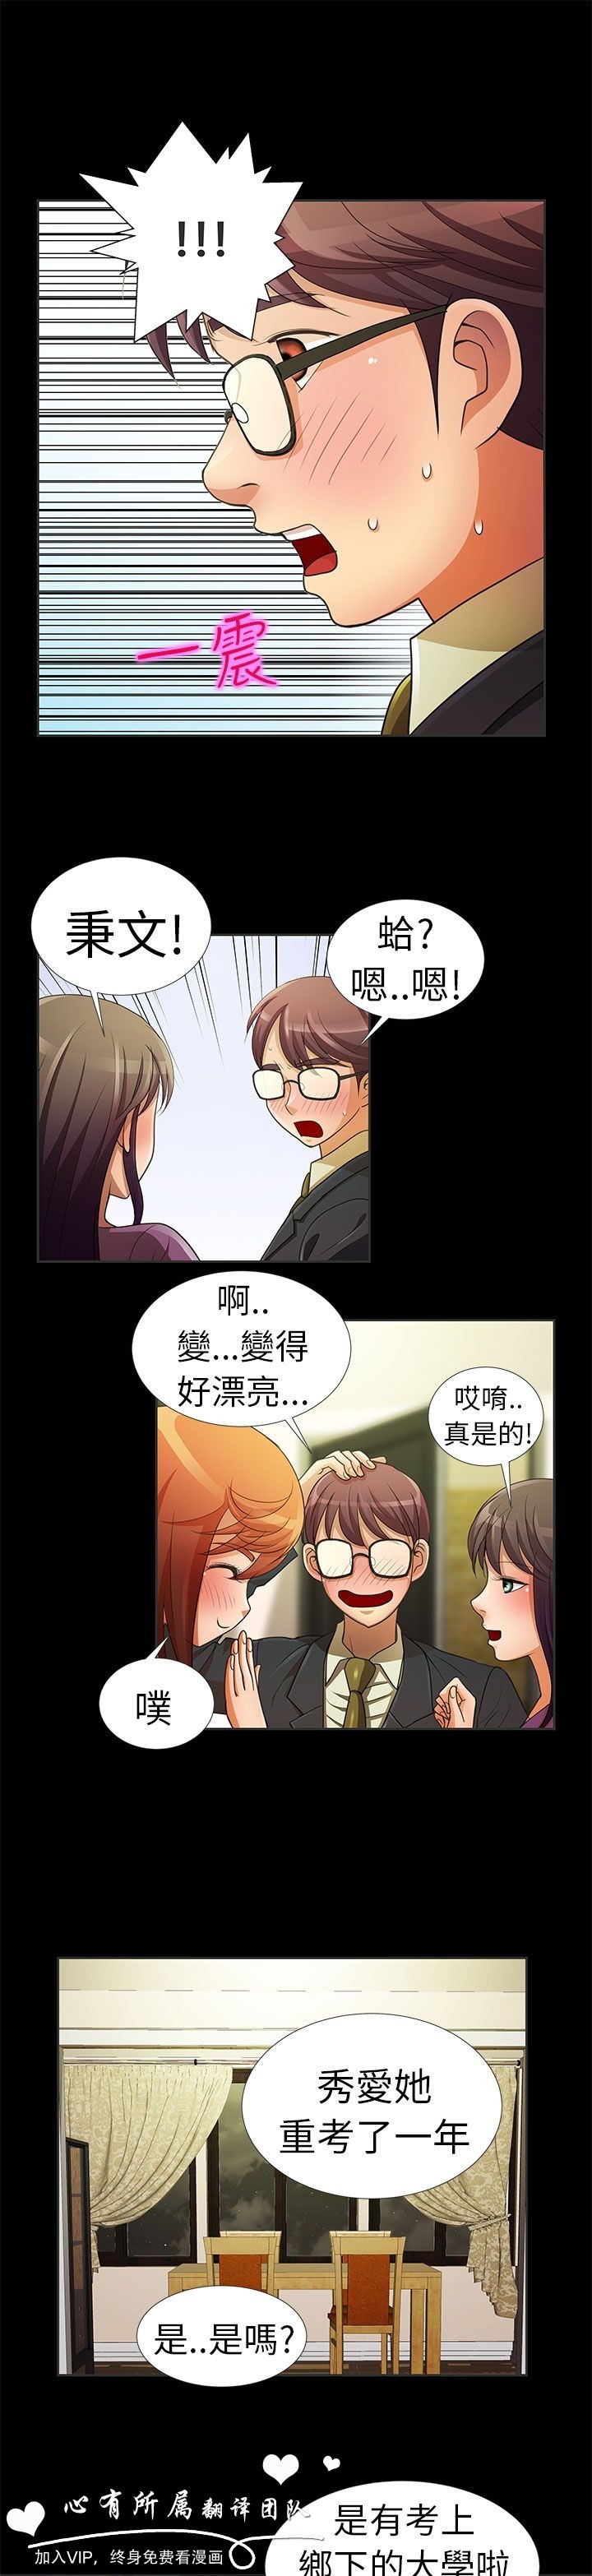 !!!
一震
秉文!
蛤?
嗯..嗯!
啊..
變...變得
好漂亮...
哎唷..
真是的!
噗
秀愛她
重考了一年
是..是嗎?
心有所属翻译团队
加入VIP，终身免费看漫画
是有考上
鄉下的大學啦